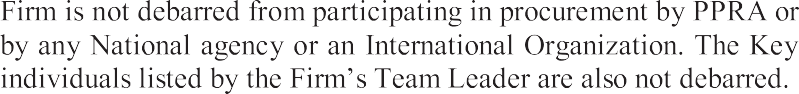 Firm is not debarred from participating in procurement by PPRA or
by any National agency or an International Organization. The Key
individuals listed by the Firm’s Team Leader are also not debarred.